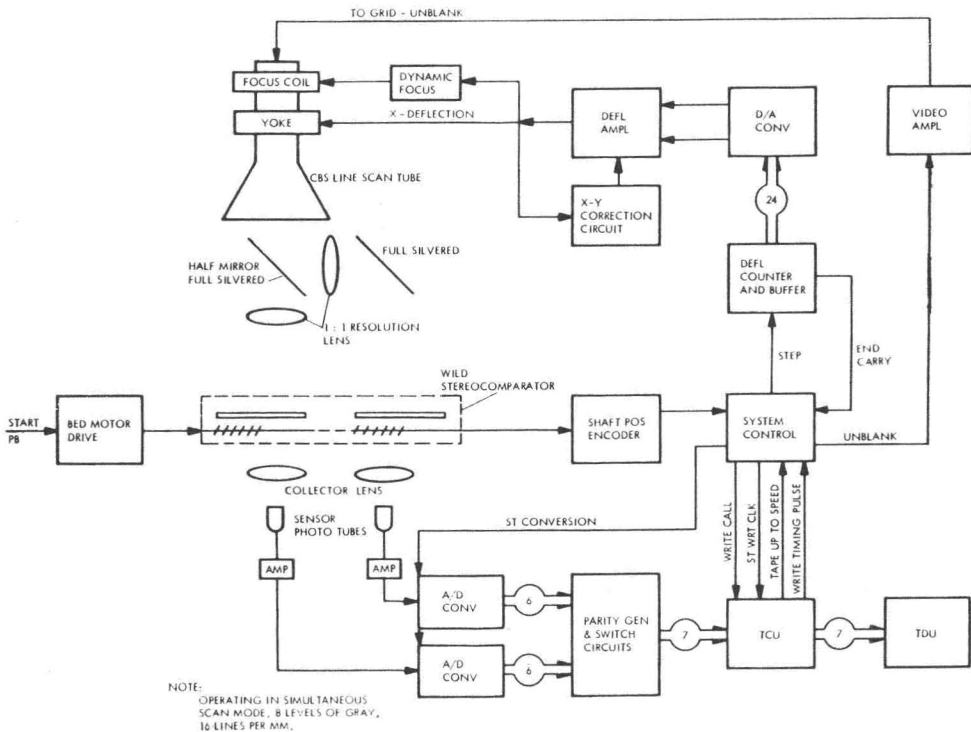 TO GRID - UNBLANK
FOCUS COIL
DYNAMIC
FOCUS
YOKE
X - DEFLECTION
DEFL
AMPL
D/A
CONV
VIDEO
AMPL
CBS LINE SCAN TUBE
X-Y
CORRECTION
CIRCUIT
24
HALF MIRROR
FULL SILVERED
FULL SILVERED
DEFL
COUNTER
AND BUFFER
1 : 1 RESOLUTION
LENS
STEP
END
CARRY
WILD
STEREOCOMPARATOR
START
PB
BED MOTOR
DRIVE
SHAFT POS
ENCODER
SYSTEM
CONTROL
UNBLANK
COLLECTOR LENS
SENSOR
PHOTO TUBES
ST CONVERSION
WRITE CALL
ST WRT CLK
TAPE UP TO SPEED
WRITE TIMING PULSE
AMP
AMP
A/D
CONV
6
PARITY GEN
& SWITCH
CIRCUITS
7
TCU
7
TDU
A/D
CONV
6
NOTE:
OPERATING IN SIMULTANEOUS
SCAN MODE, 8 LEVELS OF GRAY,
16 LINES PER MM.